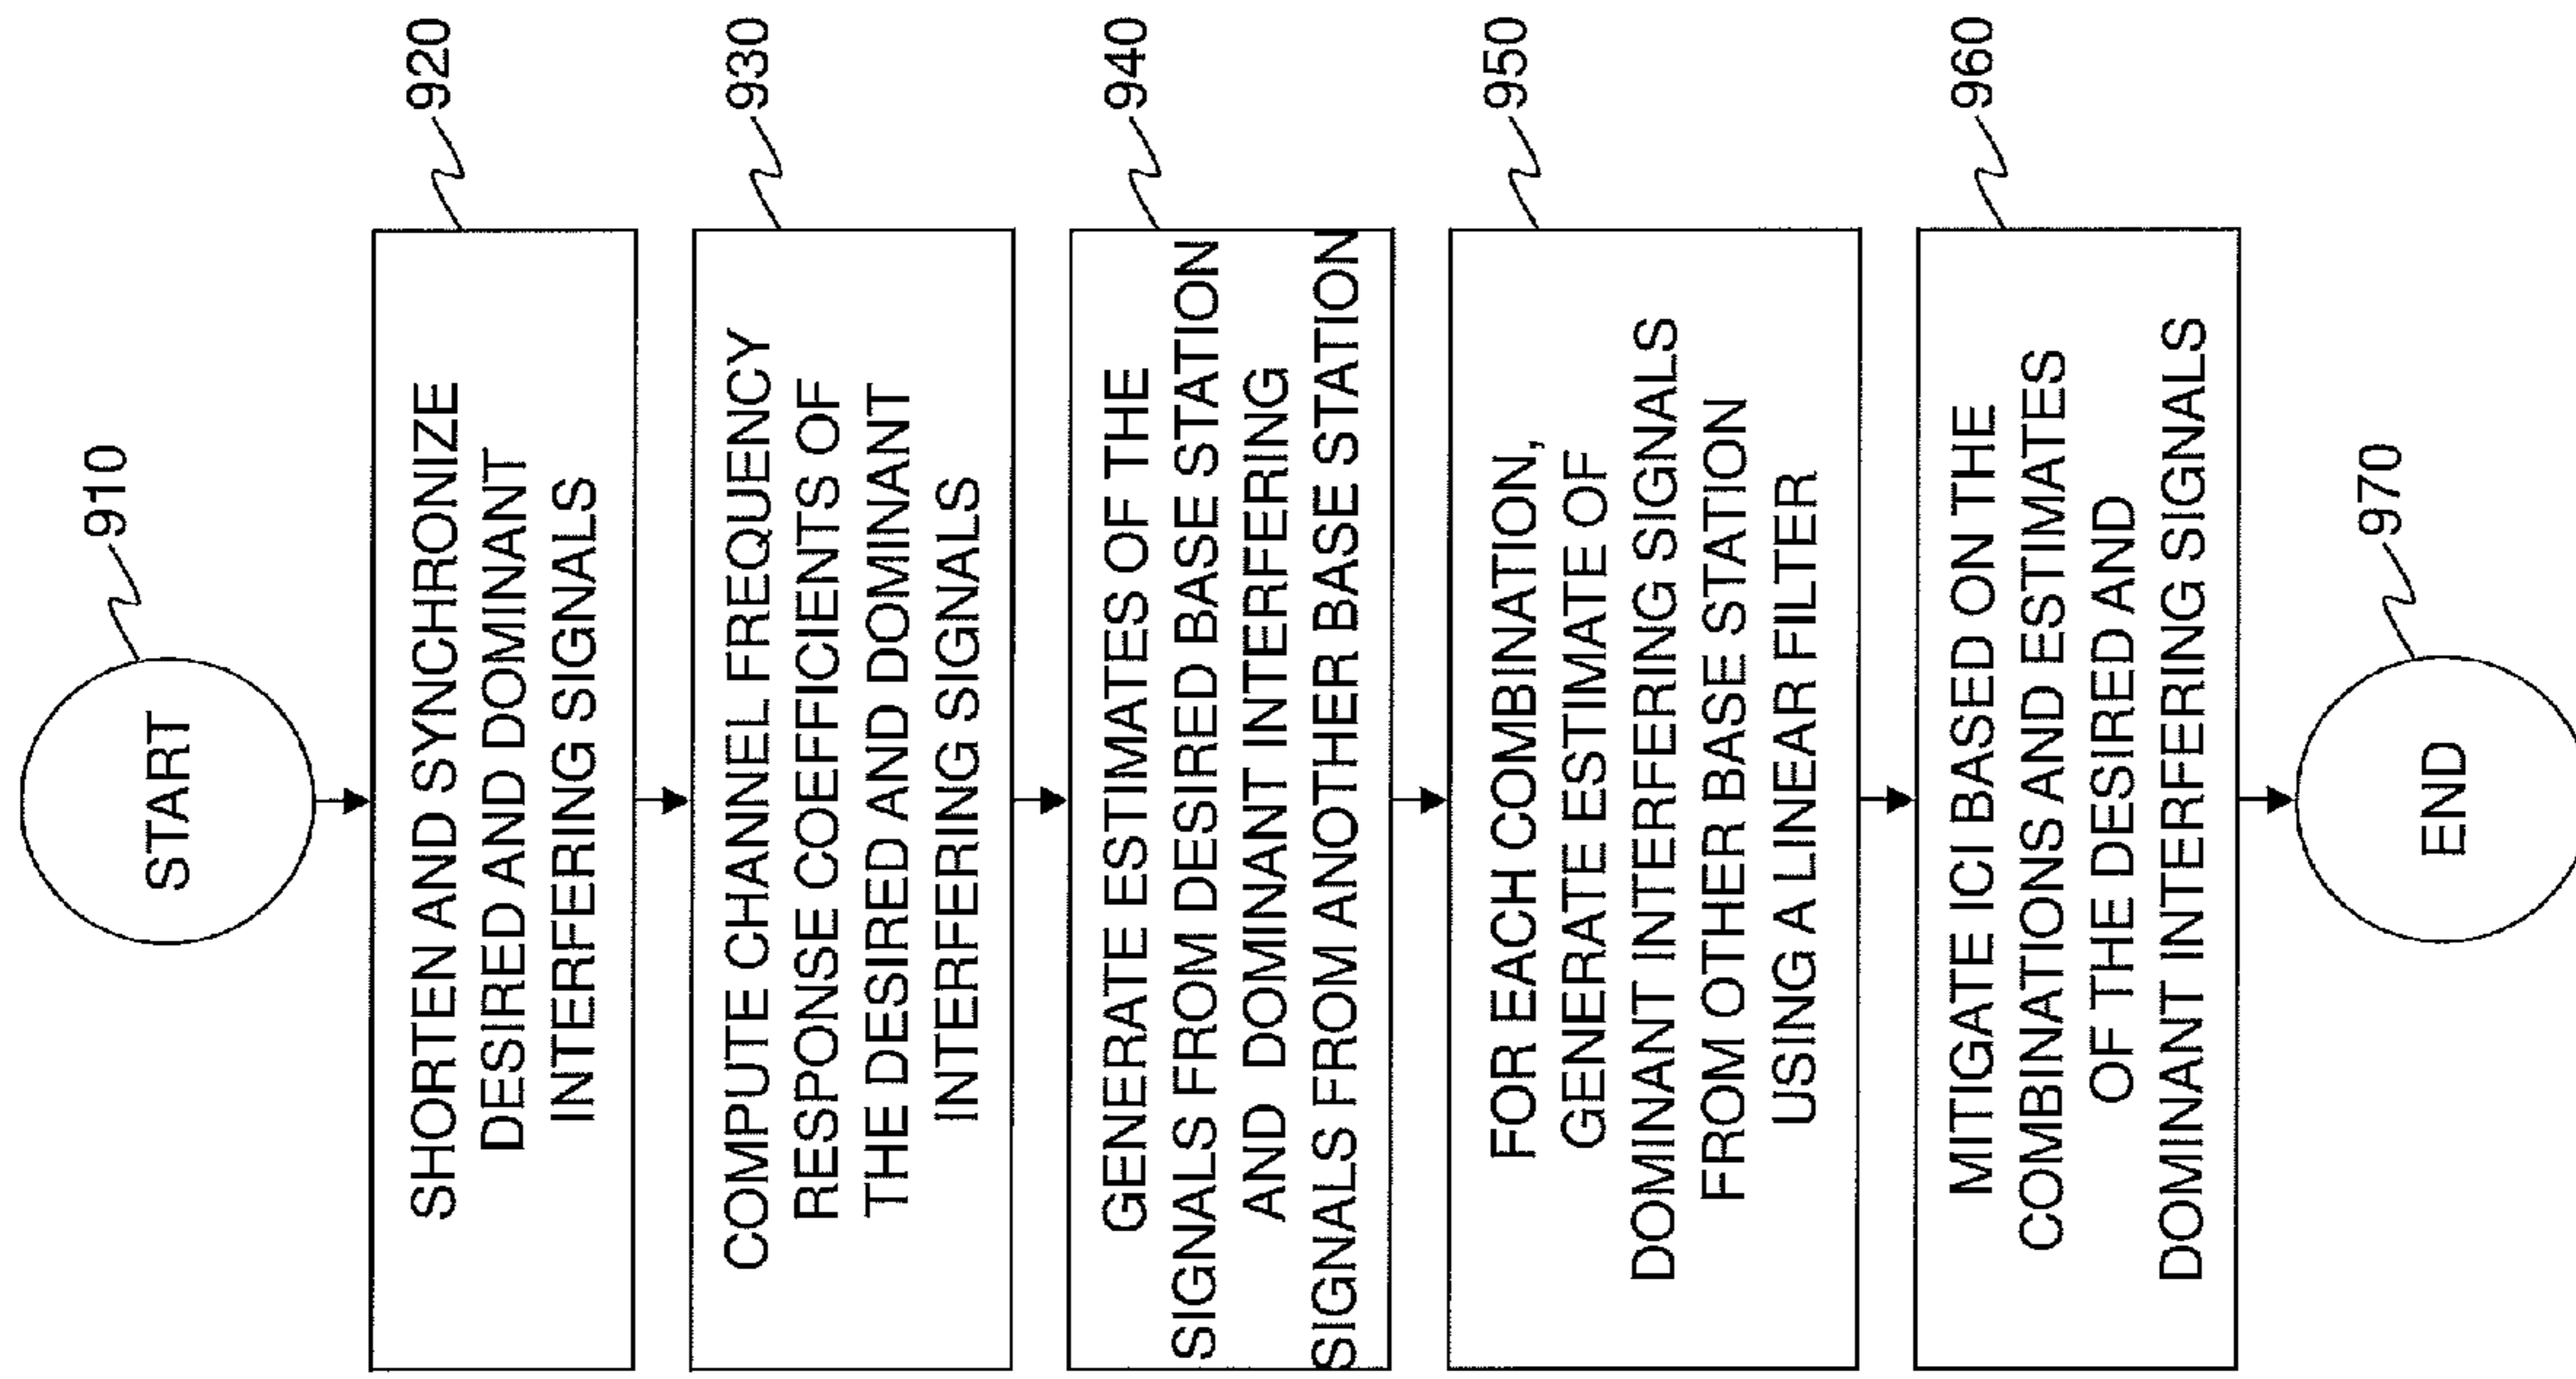 START
910
SHORTEN AND SYNCHRONIZE
DESIRED AND DOMINANT
INTERFERING SIGNALS
920
COMPUTE CHANNEL FREQUENCY
RESPONSE COEFFICIENTS OF
THE DESIRED AND DOMINANT
INTERFERING SIGNALS
930
GENERATE ESTIMATES OF THE
SIGNALS FROM DESIRED BASE STATION
AND DOMINANT INTERFERING
SIGNALS FROM ANOTHER BASE STATION
940
FOR EACH COMBINATION,
GENERATE ESTIMATE OF
DOMINANT INTERFERING SIGNALS
FROM OTHER BASE STATION
USING A LINEAR FILTER
950
MITIGATE ICI BASED ON THE
COMBINATIONS AND ESTIMATES
OF THE DESIRED AND
DOMINANT INTERFERING SIGNALS
960
END
970